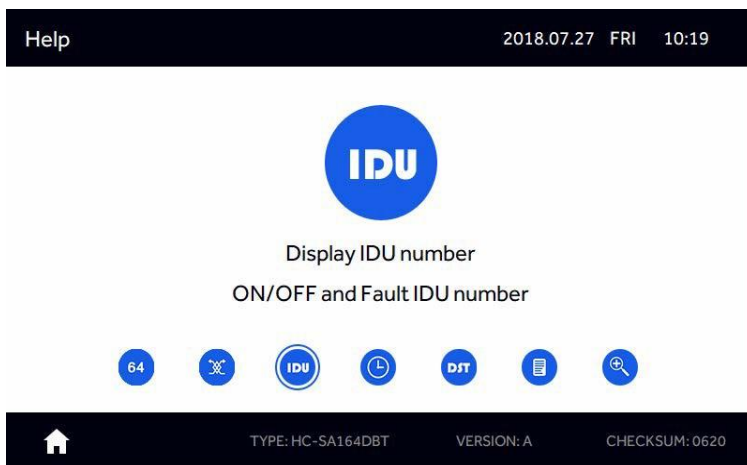 Help 2018.07.27 FRI 10:19
IDU
Display IDU number
ON/OFF and Fault IDU number
64 IDU DST
TYPE: HC-SA164DBT VERSION: A CHECKSUM: 0620